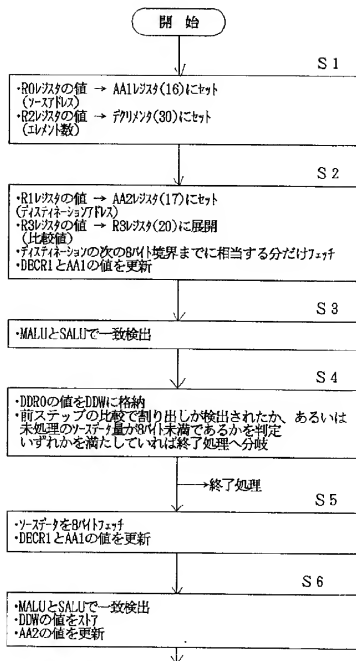 開 始
S 1
・R0レジスタの値 → AA1レジスタ(16)にセット
(ソースアドレス)
・R2レジスタの値 → デクリメンタ(30)にセット
(エレメント数)
S 2
・R1レジスタの値 → AA2レジスタ(17)にセット
(ディスティネーションアドレス)
・R3レジスタの値 → R3レジスタ(20)に展開
(比較値)
・ディスティネーションの次の8バイト境界までに相当する分だけフェッチ
・DECR1とAA1の値を更新
S 3
・MALUとSALUで一致検出
S 4
・DDR0の値をDDWに格納
・前ステップの比較で割り出しが検出されたか、あるいは
未処理のソースデータ量が8バイト未満であるかを判定
いずれかを満たしていれば終了処理へ分岐
→終了処理
S 5
・ソースデータを8バイトフェッチ
・DECR1とAA1の値を更新
S 6
・MALUとSALUで一致検出
・DDWの値をストア
・AA2の値を更新